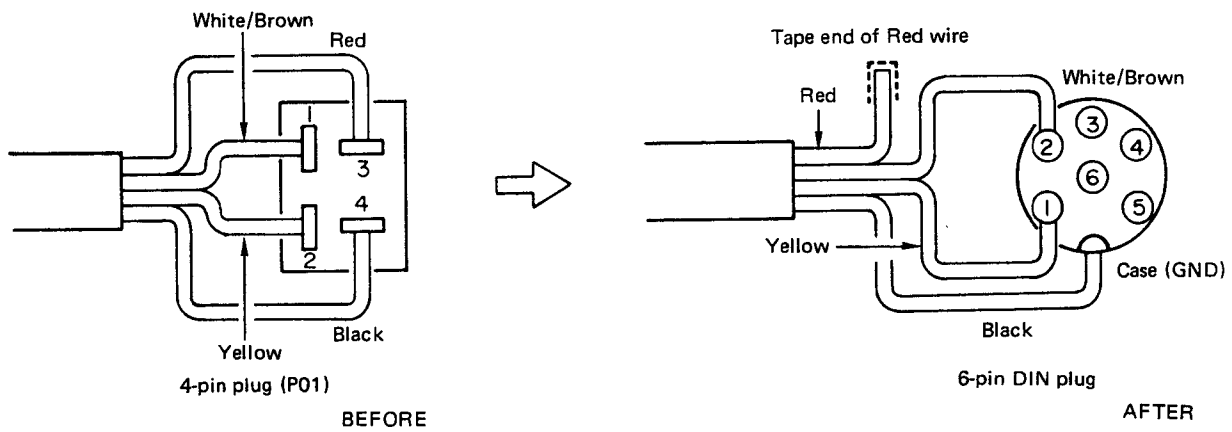 White/Brown
Red
1
3
4
2
Black
Yellow
4-pin plug (P01)
BEFORE
Tape end of Red wire
Red
White/Brown
3
2
4
6
1
5
Yellow
Case (GND)
Black
6-pin DIN plug
AFTER